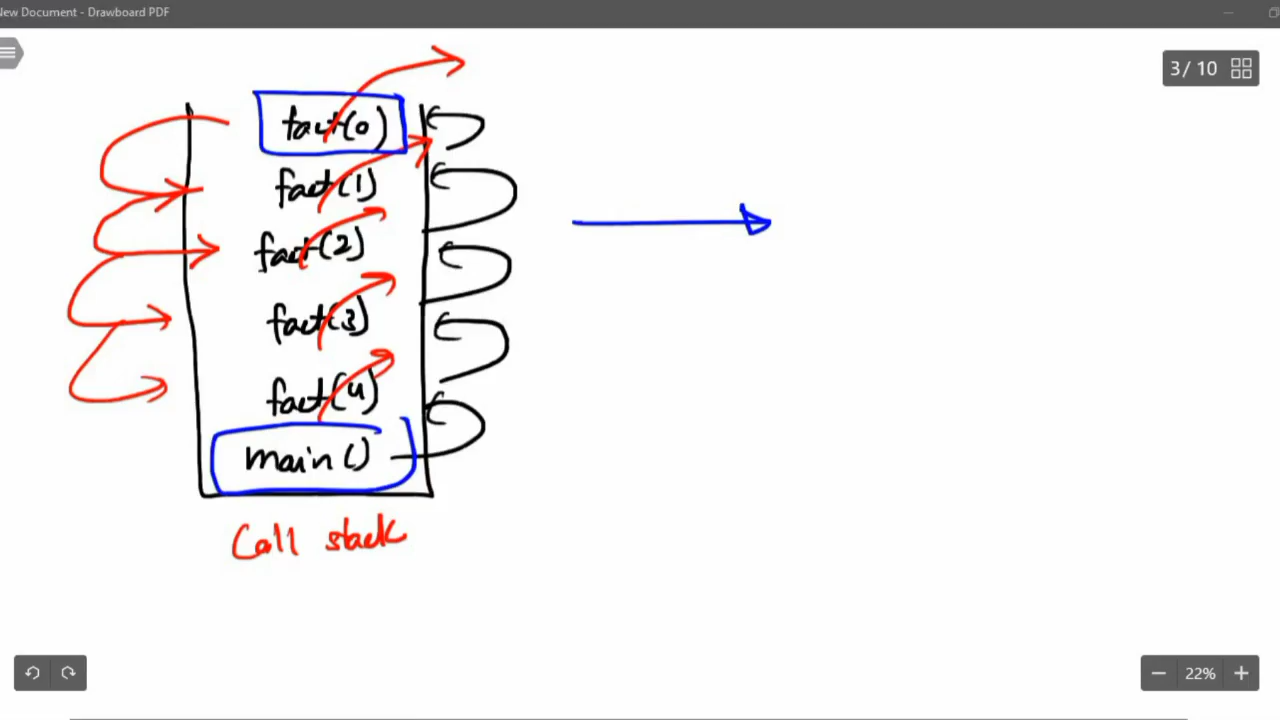 New Document - Drawboard PDF
3 / 10
fact(0)
fact(1)
fact(2)
fact(3)
fact(4)
main()
Call stack
22%